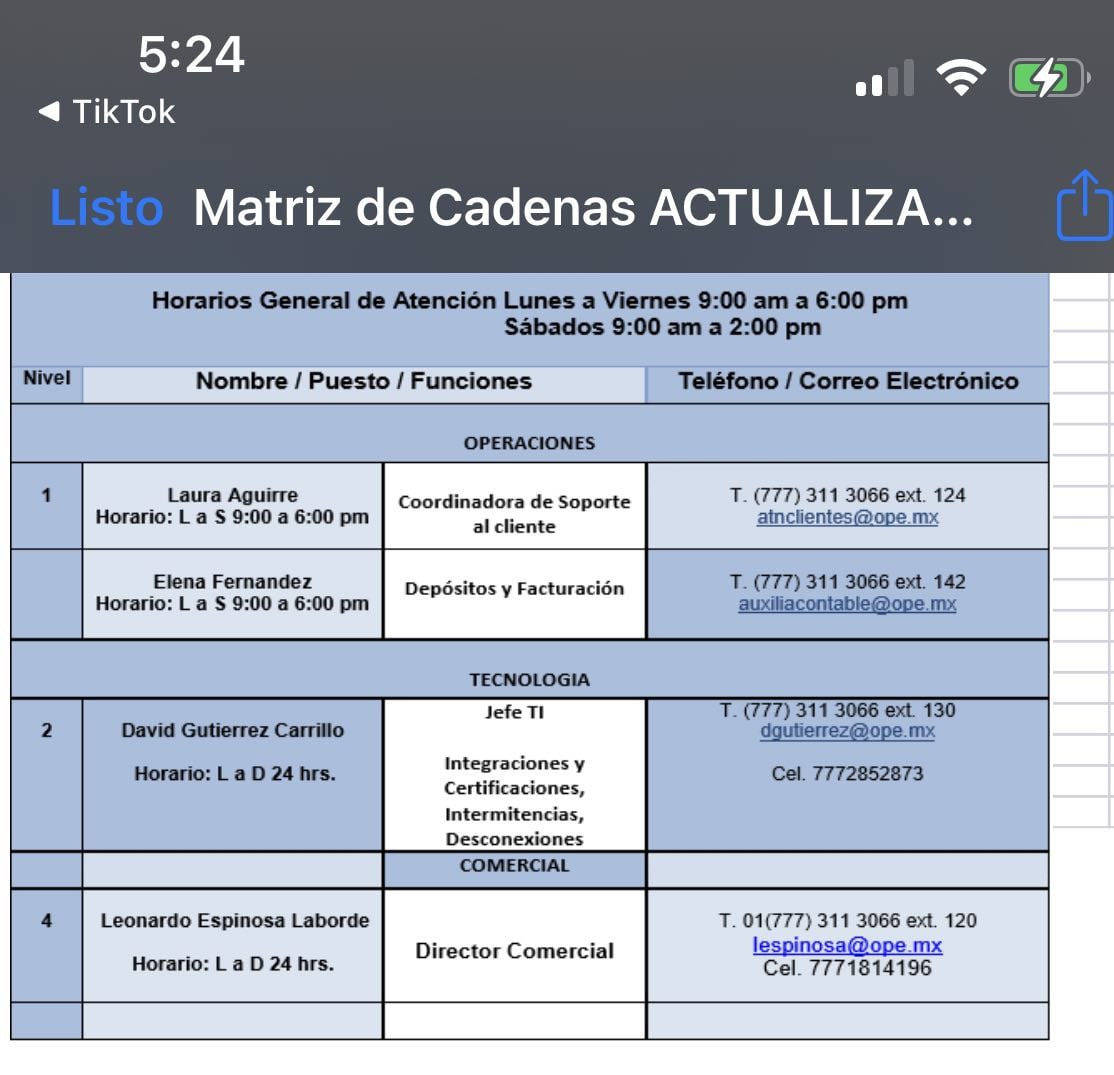 5:24
TikTok
Listo Matriz de Cadenas ACTUALIZA...
Horarios General de Atención Lunes a Viernes 9:00 am a 6:00 pm
Sábados 9:00 am a 2:00 pm
Nivel Nombre / Puesto / Funciones Teléfono / Correo Electrónico
OPERACIONES
1
Laura Aguirre
Horario: L a S 9:00 a 6:00 pm
Coordinadora de Soporte
al cliente
T. (777) 311 3066 ext. 124
atnclientes@ope.mx
Elena Fernandez
Horario: L a S 9:00 a 6:00 pm
Depósitos y Facturación
T. (777) 311 3066 ext. 142
auxiliacontable@ope.mx
TECNOLOGIA
2
David Gutierrez Carrillo
Horario: L a D 24 hrs.
Jefe TI
Integraciones y
Certificaciones,
Intermitencias,
Desconexiones
T. (777) 311 3066 ext. 130
dgutierrez@ope.mx
Cel. 7772852873
COMERCIAL
4
Leonardo Espinosa Laborde
Horario: L a D 24 hrs.
Director Comercial
T. 01(777) 311 3066 ext. 120
lespinosa@ope.mx
Cel. 7771814196